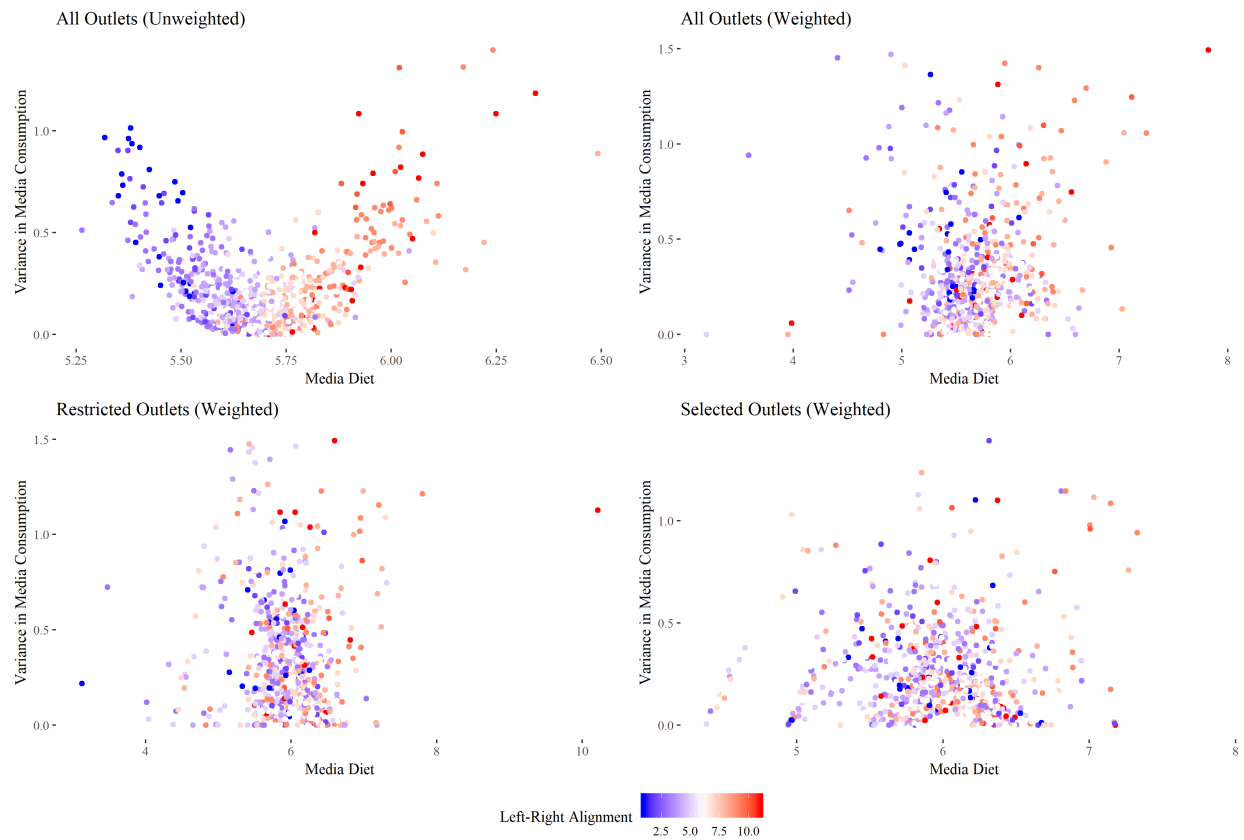 All Outlets (Unweighted)
Variance in Media Consumption
1.0
0.5
0.0
5.25 5.50 5.75 6.00 6.25 6.50
Media Diet
All Outlets (Weighted)
Variance in Media Consumption
1.5
1.0
0.5
0.0
3 4 5 6 7 8
Media Diet
Restricted Outlets (Weighted)
Variance in Media Consumption
1.5
1.0
0.5
0.0
4 6 8 10
Media Diet
Selected Outlets (Weighted)
Variance in Media Consumption
1.0
0.5
0.0
5 6 7 8
Media Diet
Left-Right Alignment
2.5 5.0 7.5 10.0